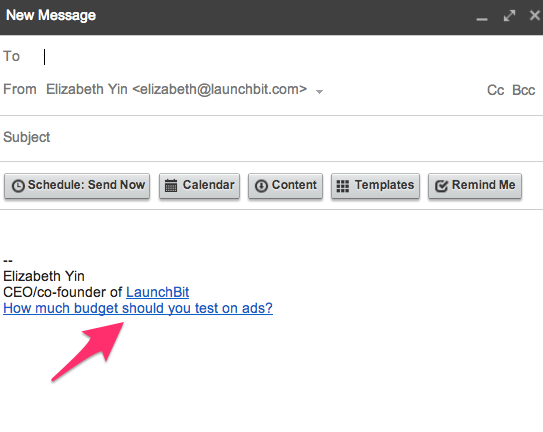 New Message
To
From Elizabeth Yin <elizabeth@launchbit.com> Cc Bcc
Subject
Schedule: Send Now Calendar Content Templates Remind Me
--
Elizabeth Yin
CEO/co-founder of LaunchBit
How much budget should you test on ads?